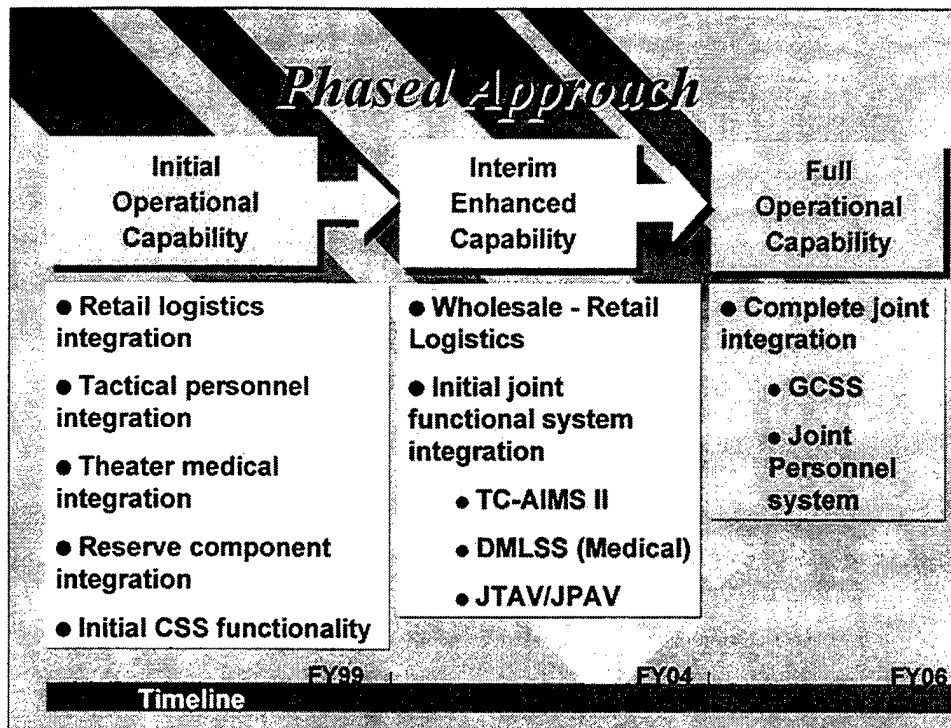 Phased Approach
Initial
Operational
Capability
Interim
Enhanced
Capability
Full
Operational
Capability
● Retail logistics
integration
● Tactical personnel
integration
● Theater medical
integration
● Reserve component
integration
● Initial CSS functionality
● Wholesale - Retail
Logistics
● Initial joint
functional system
integration
● TC-AIMS II
● DMLSS (Medical)
● JTAV/JPAV
● Complete joint
integration
● GCSS
● Joint
Personnel
system
FY99
FY04
FY06
Timeline